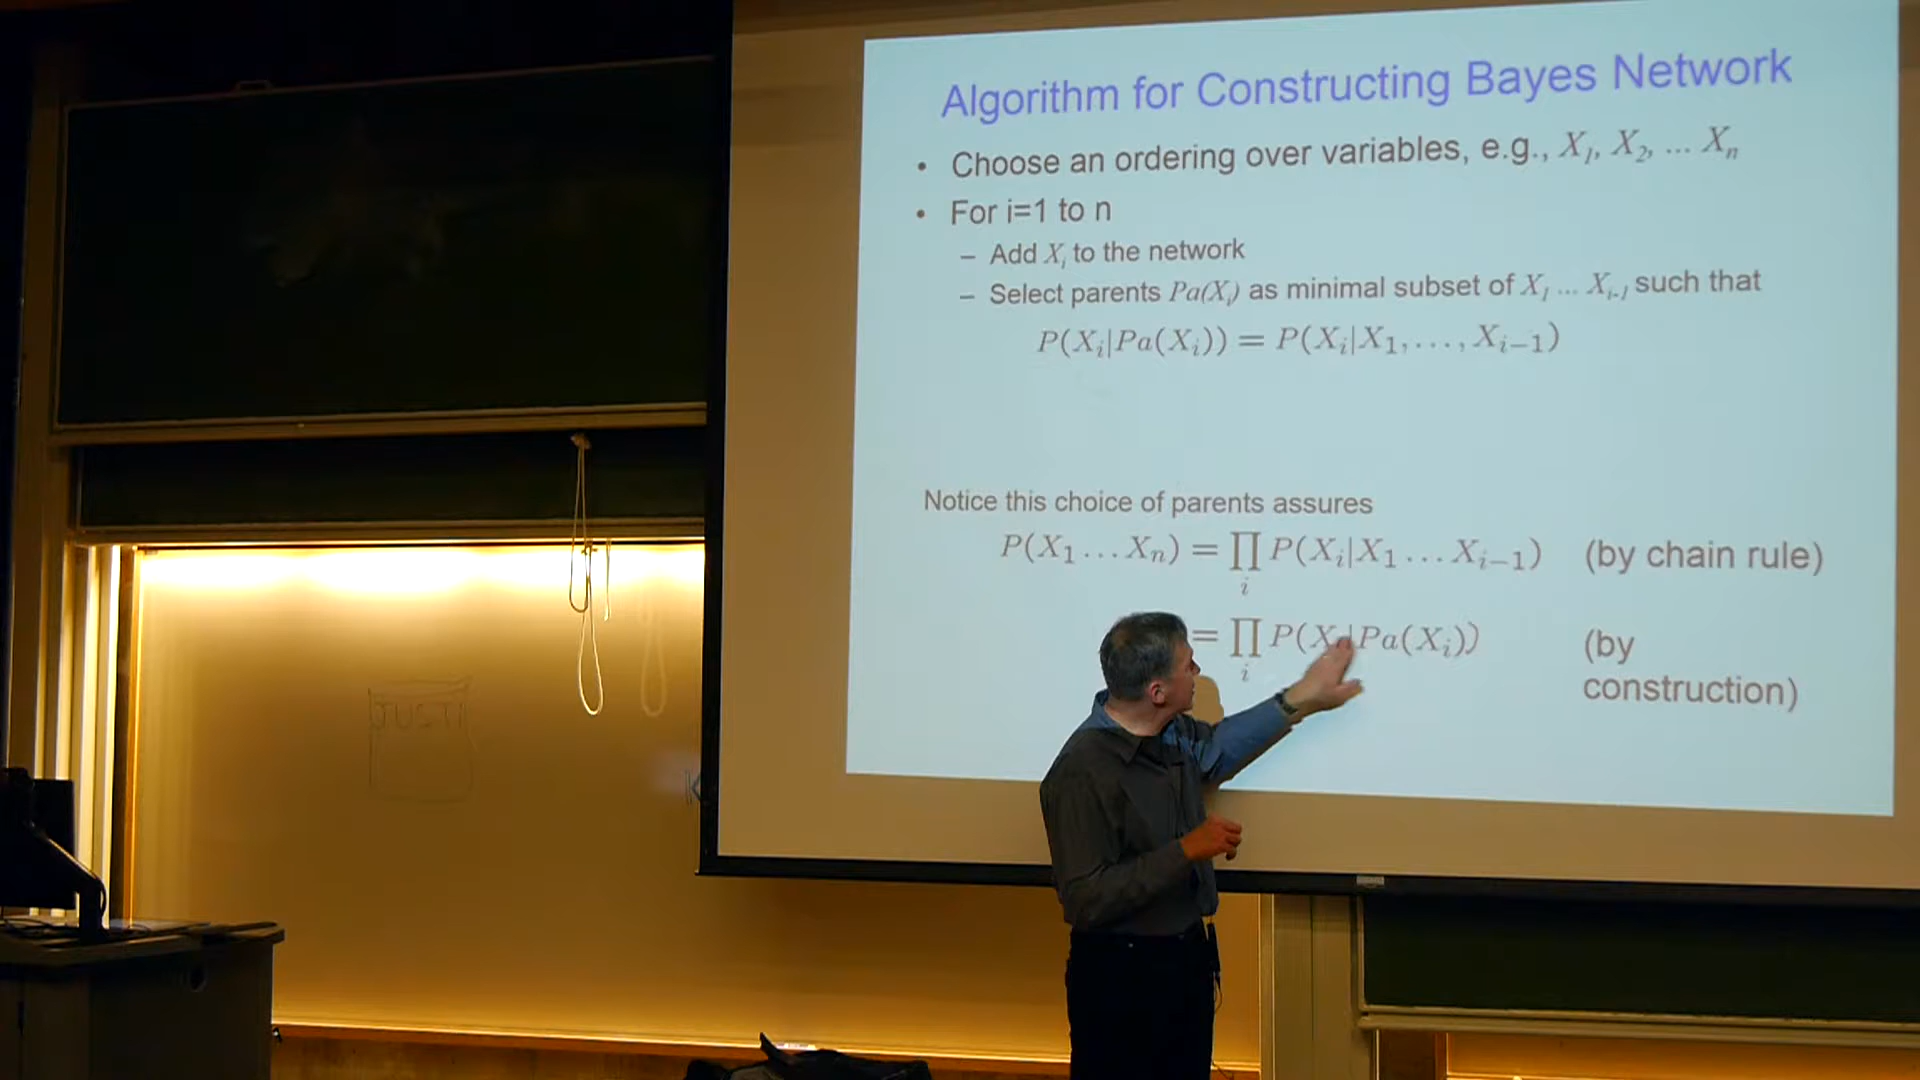 Algorithm for Constructing Bayes Network
• Choose an ordering over variables, e.g., X₁, X₂, ... Xₙ
• For i=1 to n
– Add Xᵢ to the network
– Select parents Pa(Xᵢ) as minimal subset of X₁ ... Xᵢ₋₁ such that
P(Xᵢ|Pa(Xᵢ)) = P(Xᵢ|X₁, . . . , Xᵢ₋₁)
Notice this choice of parents assures
P(X₁ . . . Xₙ) = ∏ᵢ P(Xᵢ|X₁ . . . Xᵢ₋₁) (by chain rule)
= ∏ᵢ P(Xᵢ|Pa(Xᵢ)) (by
construction)
JUSTI
K